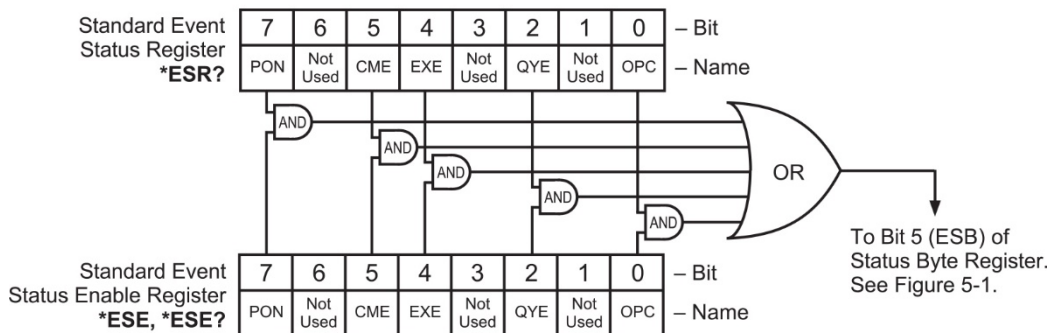 Standard Event
Status Register
*ESR?
7 6 5 4 3 2 1 0 – Bit
PON Not Used CME EXE Not Used QYE Not Used OPC – Name
AND
AND
AND
AND
AND
OR
To Bit 5 (ESB) of
Status Byte Register.
See Figure 5-1.
Standard Event
Status Enable Register
*ESE, *ESE?
7 6 5 4 3 2 1 0 – Bit
PON Not Used CME EXE Not Used QYE Not Used OPC – Name